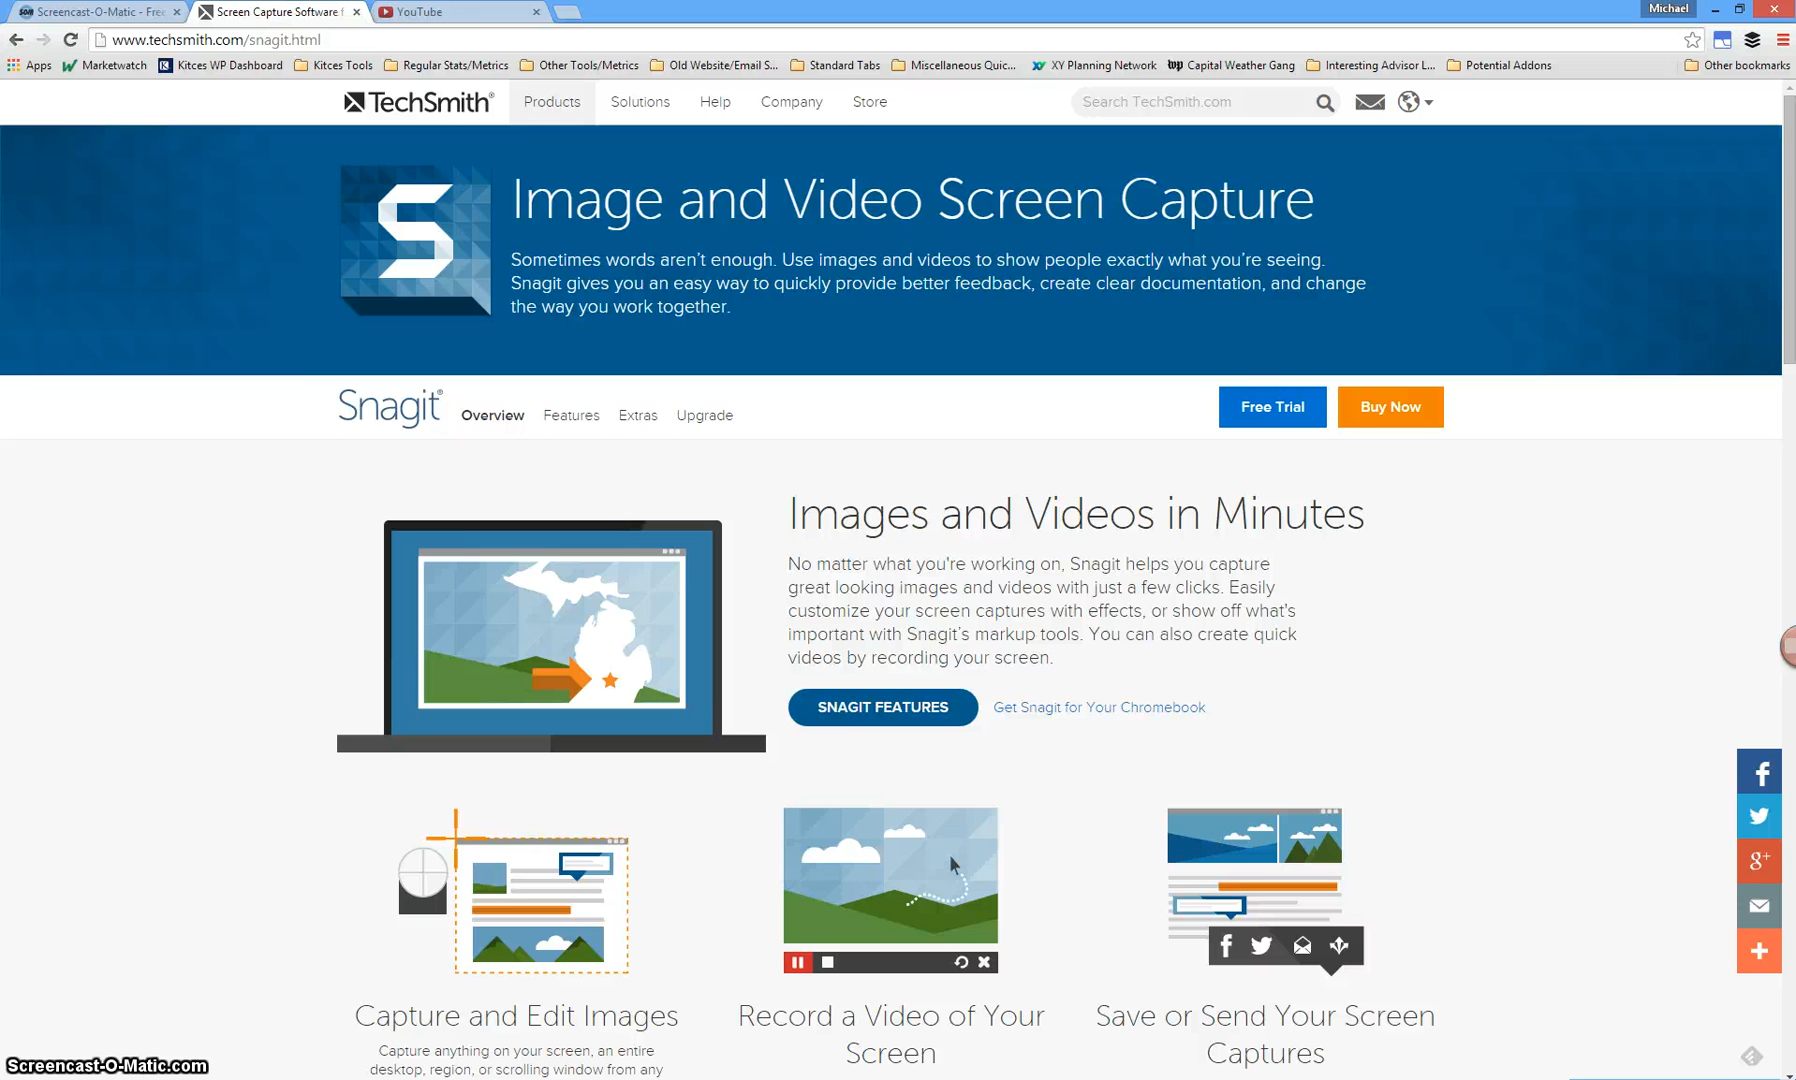 Screencast-O-Matic - Free
Screen Capture Software f
YouTube
Michael
www.techsmith.com/snagit.html
Apps
Marketwatch
Kitces WP Dashboard
Kitces Tools
Regular Stats/Metrics
Other Tools/Metrics
Old Website/Email S...
Standard Tabs
Miscellaneous Quic...
XY Planning Network
Capital Weather Gang
Interesting Advisor L...
Potential Addons
Other bookmarks
TechSmith®
Products
Solutions
Help
Company
Store
Search TechSmith.com
S
Image and Video Screen Capture
Sometimes words aren't enough. Use images and videos to show people exactly what you're seeing.
Snagit gives you an easy way to quickly provide better feedback, create clear documentation, and change
the way you work together.
Snagit®
Overview
Features
Extras
Upgrade
Free Trial
Buy Now
Images and Videos in Minutes
No matter what you're working on, Snagit helps you capture
great looking images and videos with just a few clicks. Easily
customize your screen captures with effects, or show off what's
important with Snagit's markup tools. You can also create quick
videos by recording your screen.
SNAGIT FEATURES
Get Snagit for Your Chromebook
Capture and Edit Images
Capture anything on your screen, an entire
desktop, region, or scrolling window from any
Record a Video of Your
Screen
Save or Send Your Screen
Captures
Screencast-O-Matic.com